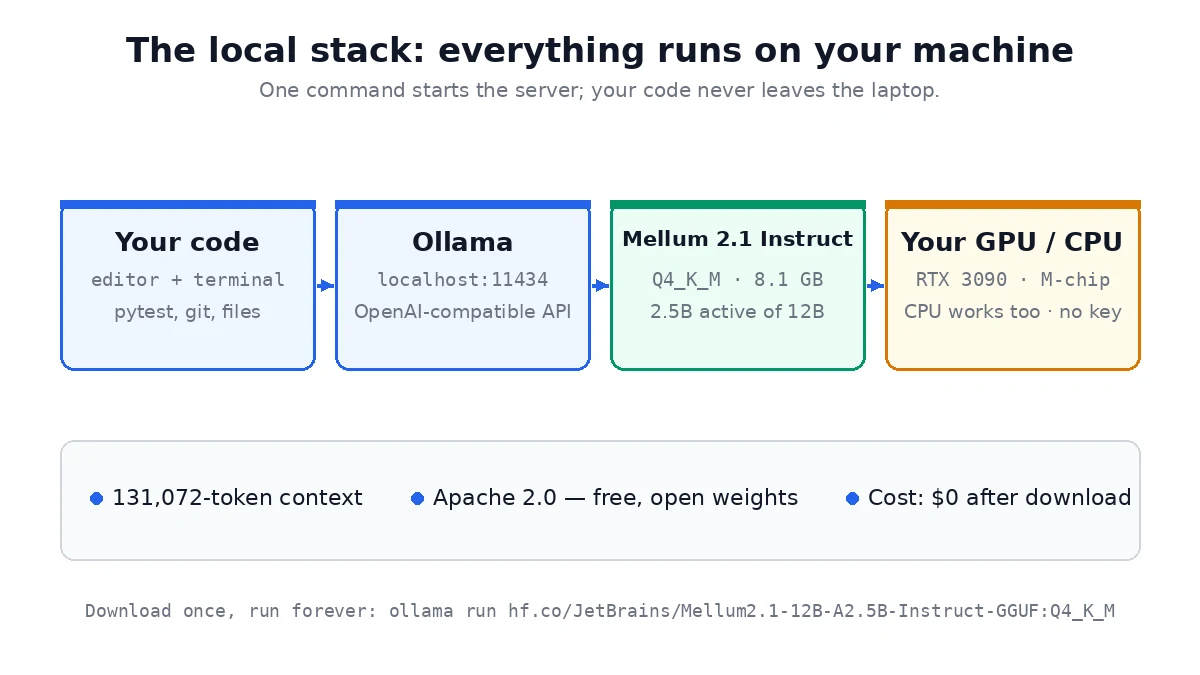 The local stack: everything runs on your machine
One command starts the server; your code never leaves the laptop.
Your code
editor + terminal
pytest, git, files
Ollama
localhost:11434
OpenAI-compatible API
Mellum 2.1 Instruct
Q4_K_M · 8.1 GB
2.5B active of 12B
Your GPU / CPU
RTX 3090 · M-chip
CPU works too · no key
131,072-token context
Apache 2.0 — free, open weights
Cost: $0 after download
Download once, run forever: ollama run hf.co/JetBrains/Mellum2.1-12B-A2.5B-Instruct-GGUF:Q4_K_M